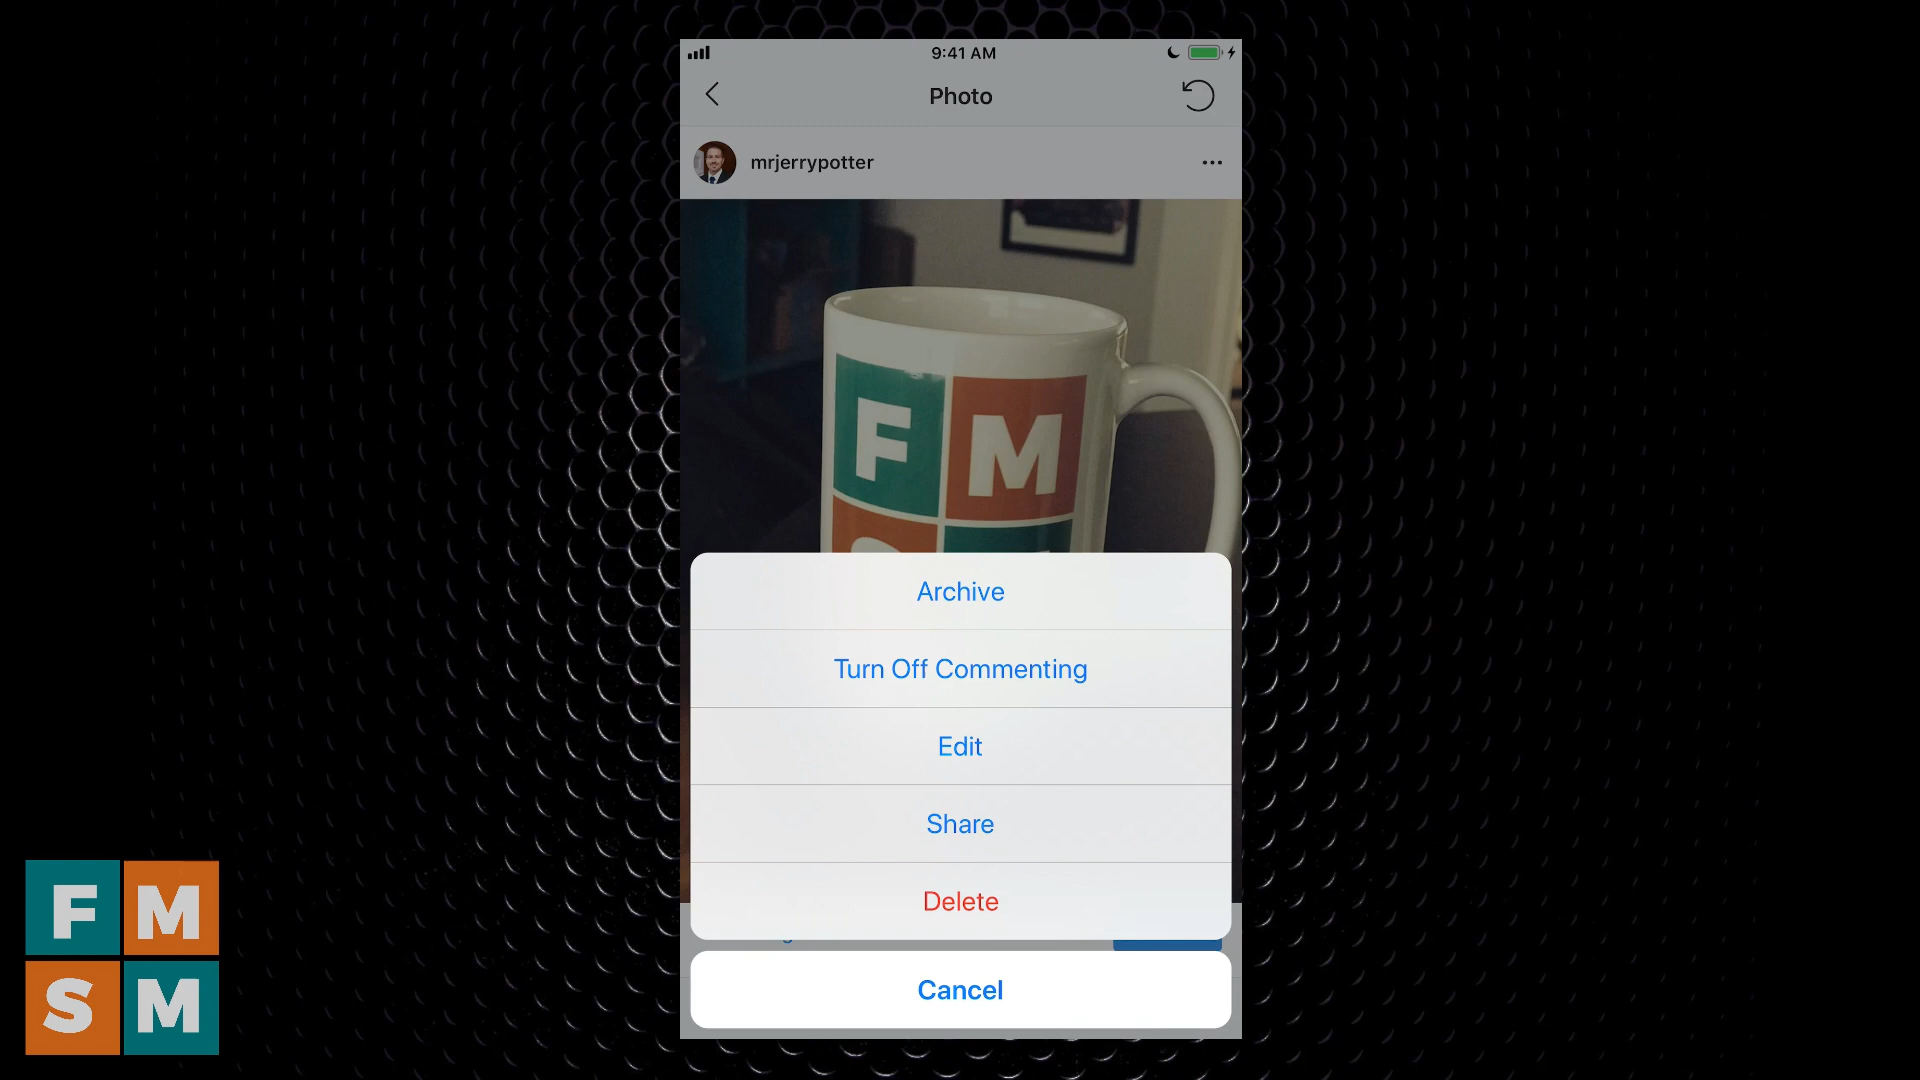 9:41 AM
Photo
mrjerrypotter
F M
Archive
Turn Off Commenting
Edit
Share
Delete
Cancel
F M
S M